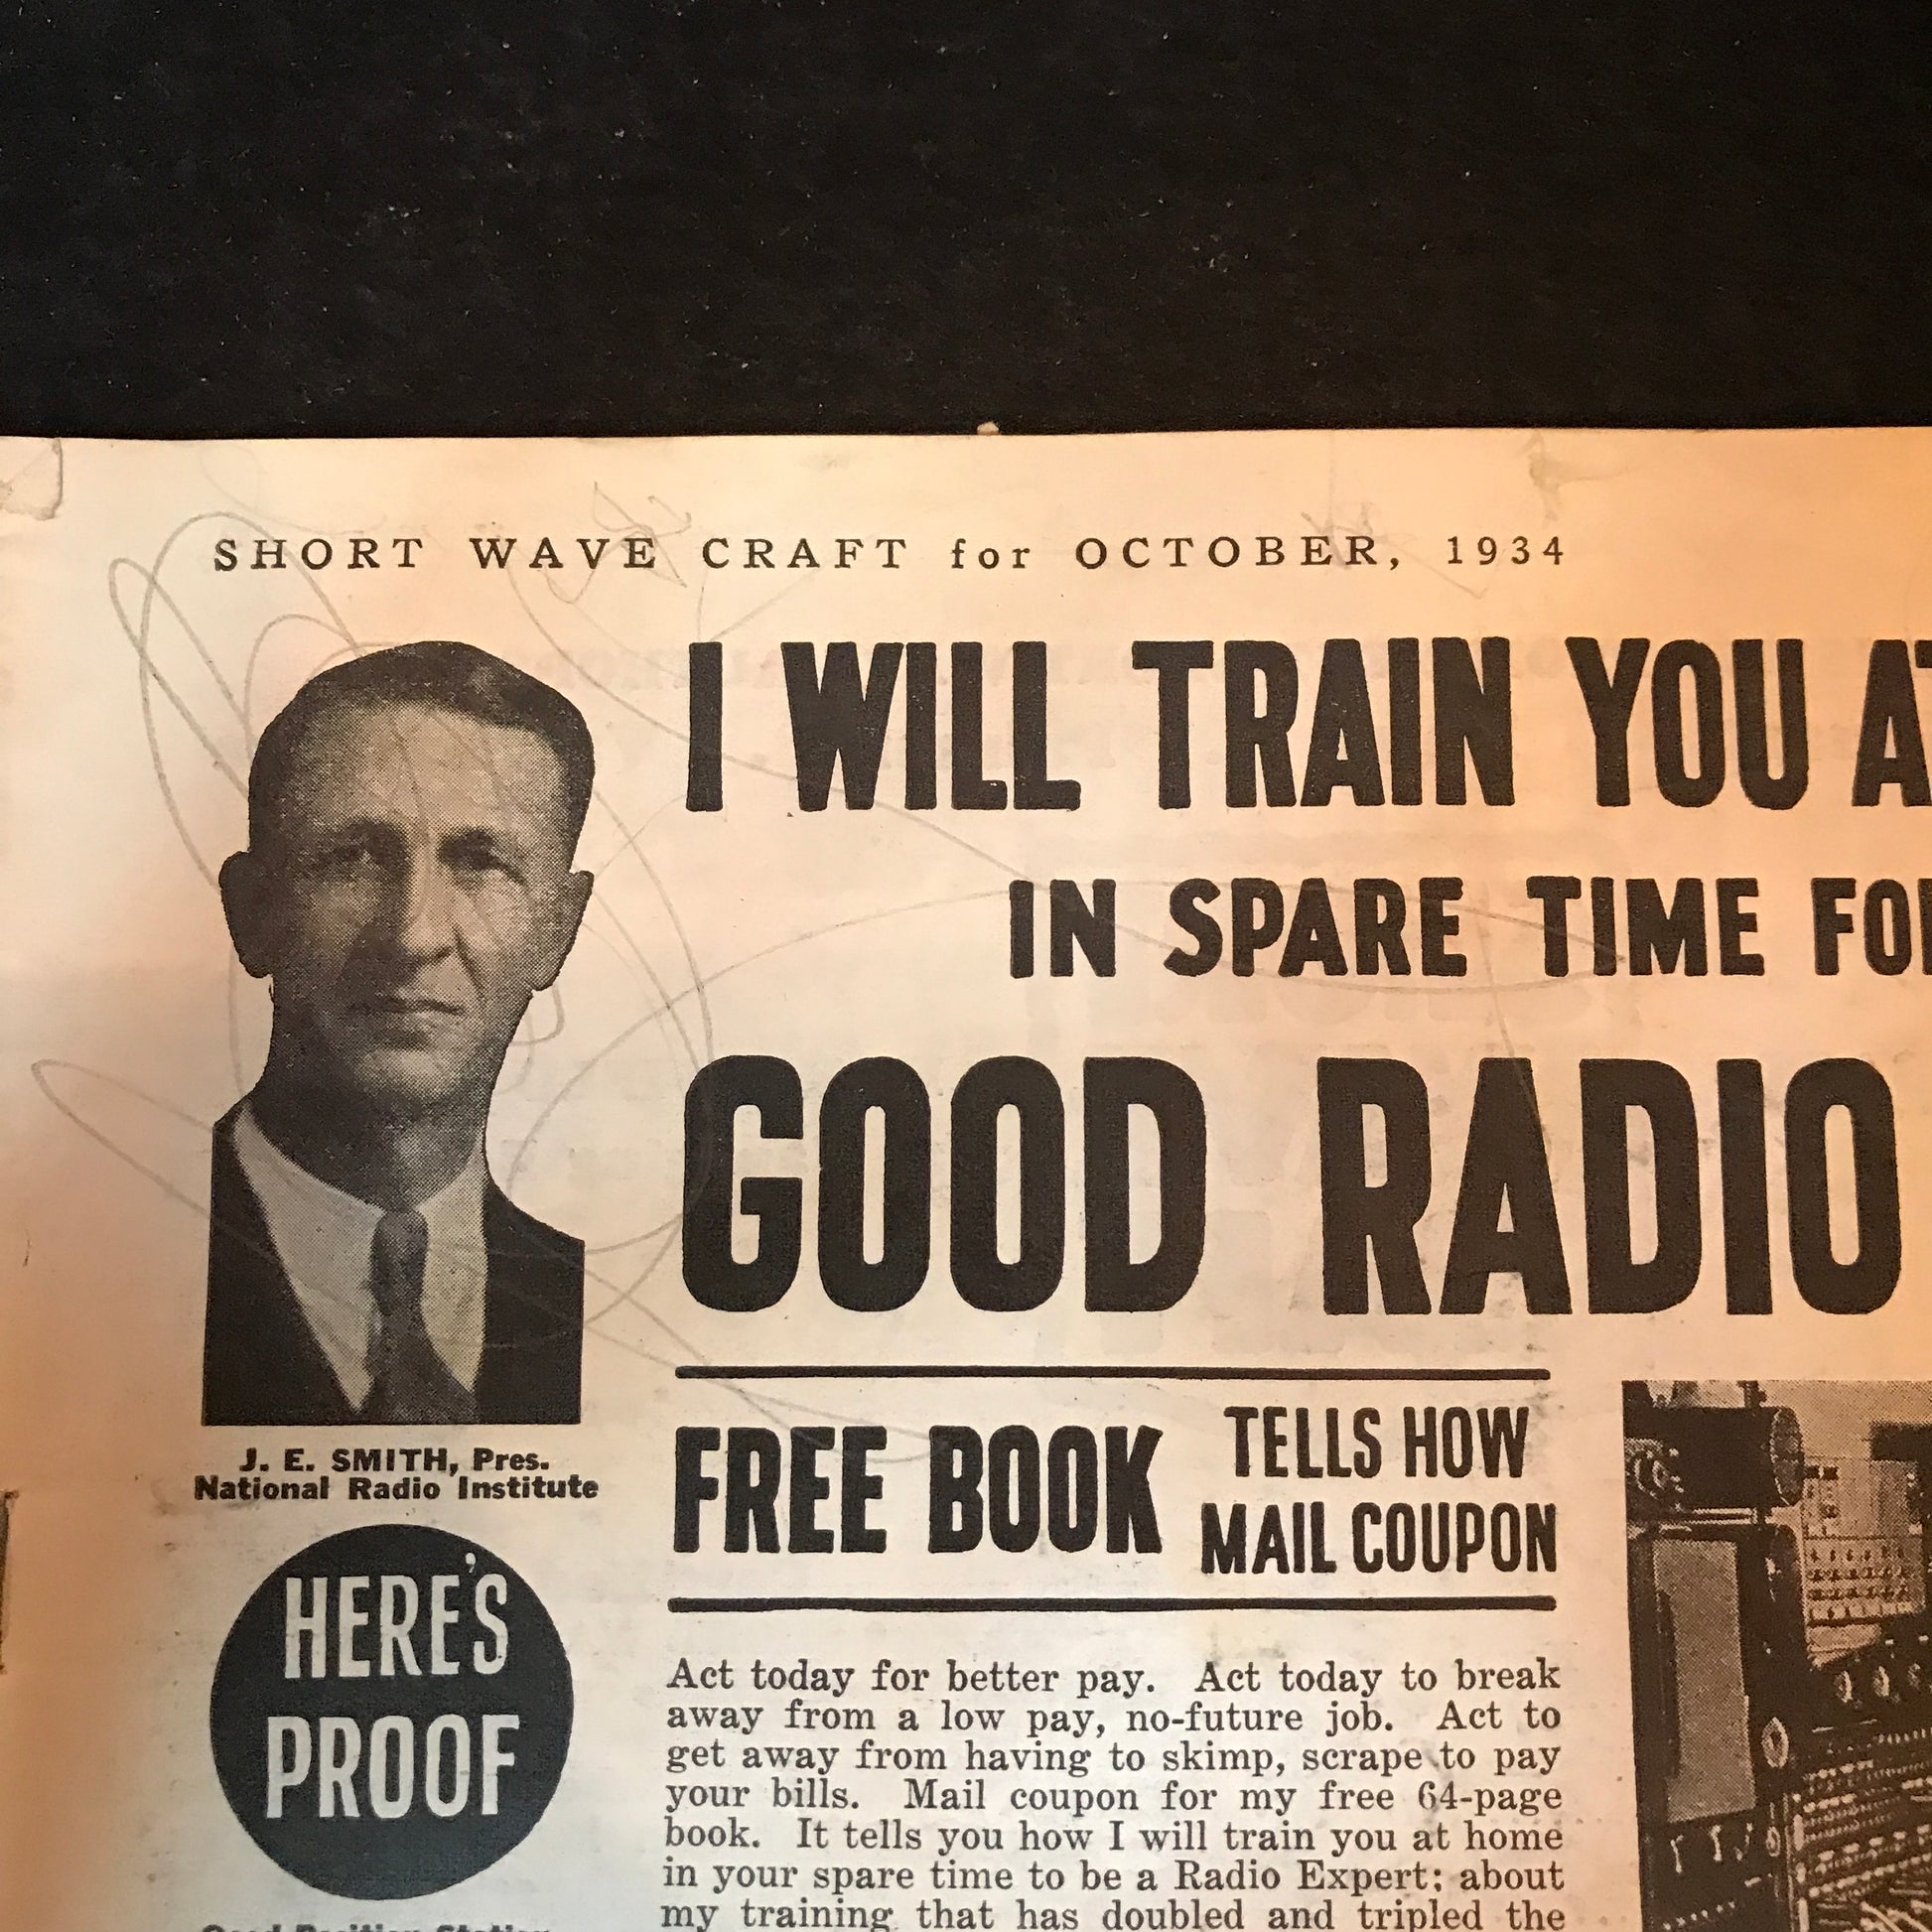 SHORT WAVE CRAFT for OCTOBER, 1934
I WILL TRAIN YOU AT
IN SPARE TIME FOR
GOOD RADIO
J. E. SMITH, Pres.
National Radio Institute
HERE'S
PROOF
FREE BOOK
TELLS HOW
MAIL COUPON
Act today for better pay. Act today to break
away from a low pay, no-future job. Act to
get away from having to skimp, scrape to pay
your bills. Mail coupon for my free 64-page
book. It tells you how I will train you at home
in your spare time to be a Radio Expert; about
my training that has doubled and tripled the